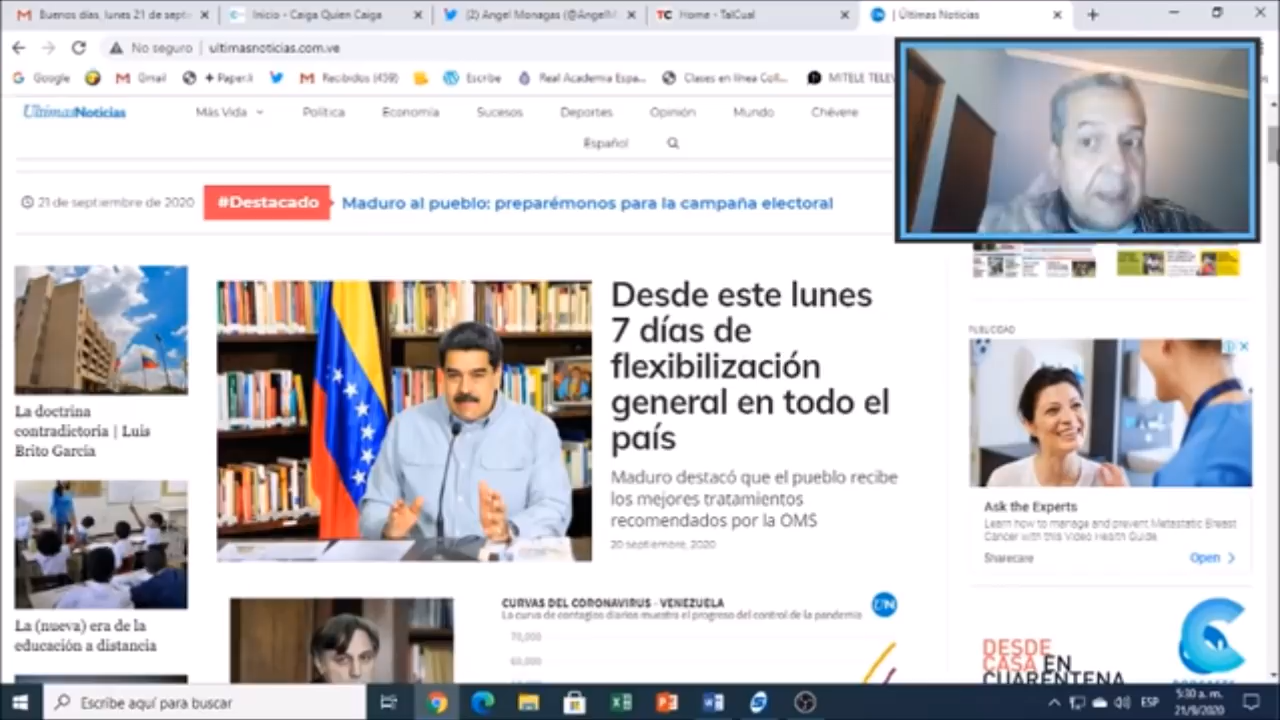 Buenos días, lunes 21 de sept
Inicio - Caiga Quien Caiga
(2) Angel Monagas (@AngelM
TC Home - TalCual
Últimas Noticias
No seguro | ultimasnoticias.com.ve
Google
Gmail
+ Paper.li
Recibidos (459)
Escribe
Real Academia Espa...
Clases en línea Coll...
MITELE TELEV
ÚltimasNoticias
Más Vida
Política
Economía
Sucesos
Deportes
Opinión
Mundo
Chévere
Español
21 de septiembre de 2020
#Destacado
Maduro al pueblo: preparémonos para la campaña electoral
La doctrina
contradictoria | Luis
Brito García
La (nueva) era de la
educación a distancia
Desde este lunes
7 días de
flexibilización
general en todo el
país
Maduro destacó que el pueblo recibe
los mejores tratamientos
recomendados por la OMS
20 septiembre, 2020
CURVAS DEL CORONAVIRUS - VENEZUELA
La curva de contagios diarios muestra el progreso del control de la pandemia
70,000
60,000
UN
PUBLICIDAD
Ask the Experts
Learn how to manage and prevent Metastatic Breast
Cancer with this Video Health Guide.
Sharecare
Open
DESDE
CASA EN
CUARENTENA
Escribe aquí para buscar
ESP
5:30 a. m.
21/9/2020